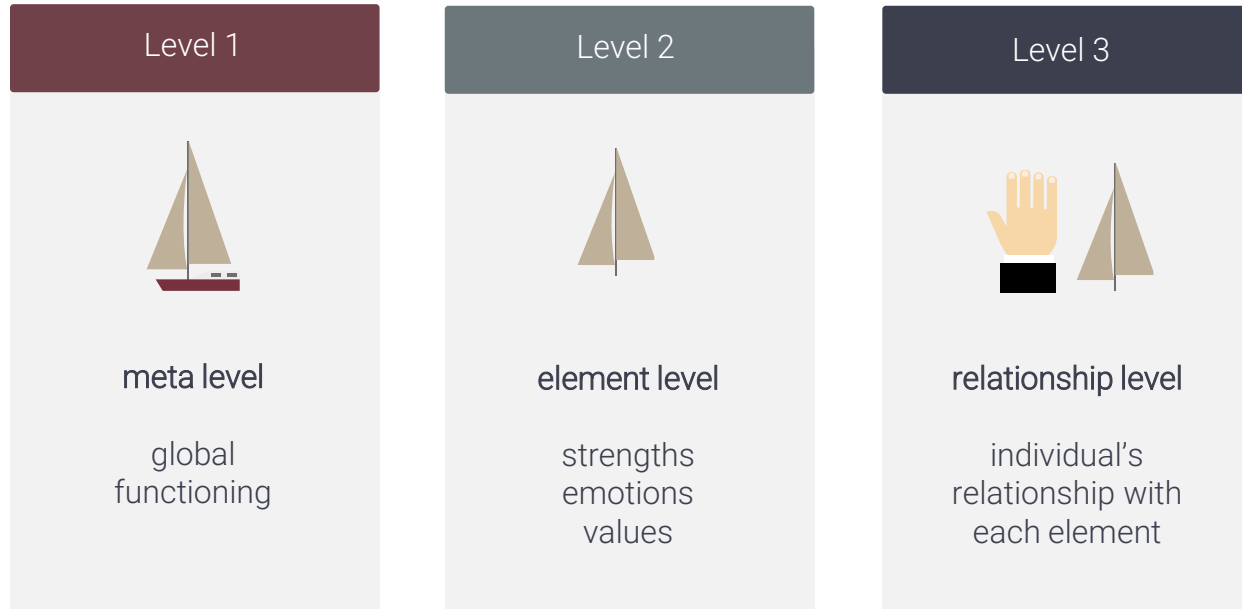 Level 1
meta level
global
functioning
Level 2
element level
strengths
emotions
values
Level 3
relationship level
individual’s
relationship with
each element